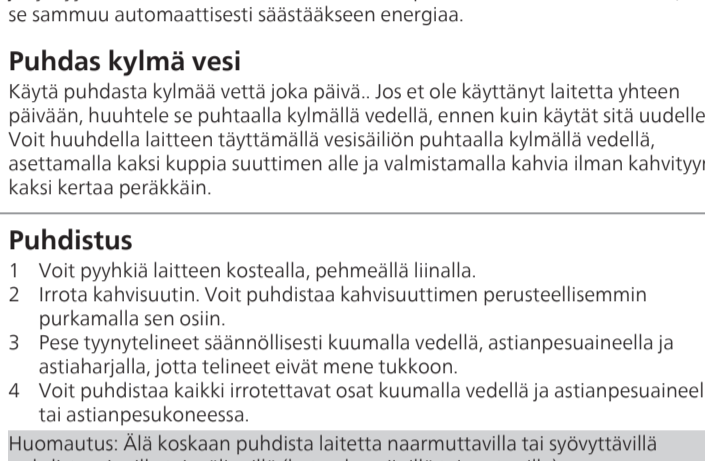 se sammuu automaattisesti säästääkseen energiaa.
Puhdas kylmä vesi
Käytä puhdasta kylmää vettä joka päivä.. Jos et ole käyttänyt laitetta yhteen
päivään, huuhtele se puhtaalla kylmällä vedellä, ennen kuin käytät sitä uudelle
Voit huuhdella laitteen täyttämällä vesisäiliön puhtaalla kylmällä vedellä,
asettamalla kaksi kuppia suuttimen alle ja valmistamalla kahvia ilman kahvityyn
kaksi kertaa peräkkäin.
Puhdistus
1 Voit pyyhkiä laitteen kostealla, pehmeällä liinalla.
2 Irrota kahvisuutin. Voit puhdistaa kahvisuuttimen perusteellisemmin
purkamalla sen osiin.
3 Pese tyynytelineet säännöllisesti kuumalla vedellä, astianpesuaineella ja
astiaharjalla, jotta telineet eivät mene tukkoon.
4 Voit puhdistaa kaikki irrotettavat osat kuumalla vedellä ja astianpesuaineel
tai astianpesukoneessa.
Huomautus: Älä koskaan puhdista laitetta naarmuttavilla tai syövyttävillä